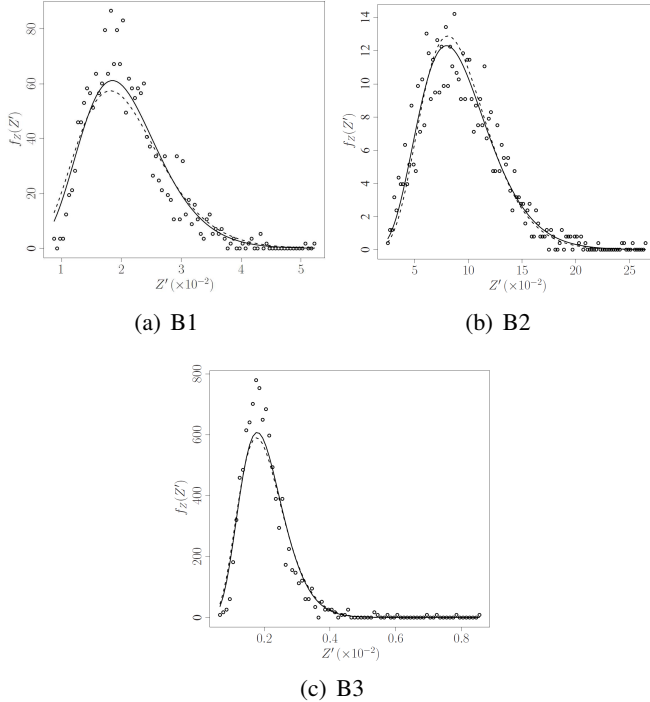 80
60
40
20
0
f_Z(Z′)
1 2 3 4 5
Z′ (×10⁻²)
(a) B1
14
12
10
8
6
4
2
0
f_Z(Z′)
5 10 15 20 25
Z′ (×10⁻²)
(b) B2
800
600
400
200
0
f_Z(Z′)
0.2 0.4 0.6 0.8
Z′ (×10⁻²)
(c) B3